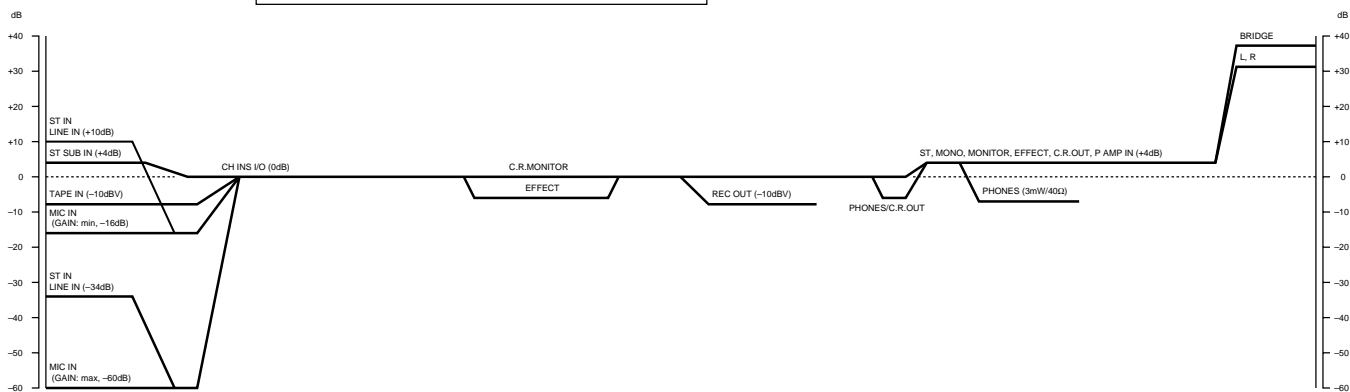 dB
dB
+40
+30
+20
+10
0
–10
–20
–30
–40
–50
–60
ST IN
LINE IN (+10dB)
ST SUB IN (+4dB)
TAPE IN (–10dBV)
MIC IN
(GAIN: min, –16dB)
ST IN
LINE IN (–34dB)
MIC IN
(GAIN: max, –60dB)
CH INS I/O (0dB)
C.R.MONITOR
EFFECT
REC OUT (–10dBV)
PHONES/C.R.OUT
ST, MONO, MONITOR, EFFECT, C.R.OUT, P AMP IN (+4dB)
PHONES (3mW/40Ω)
BRIDGE
L, R
+40
+30
+20
+10
0
–10
–20
–30
–40
–50
–60